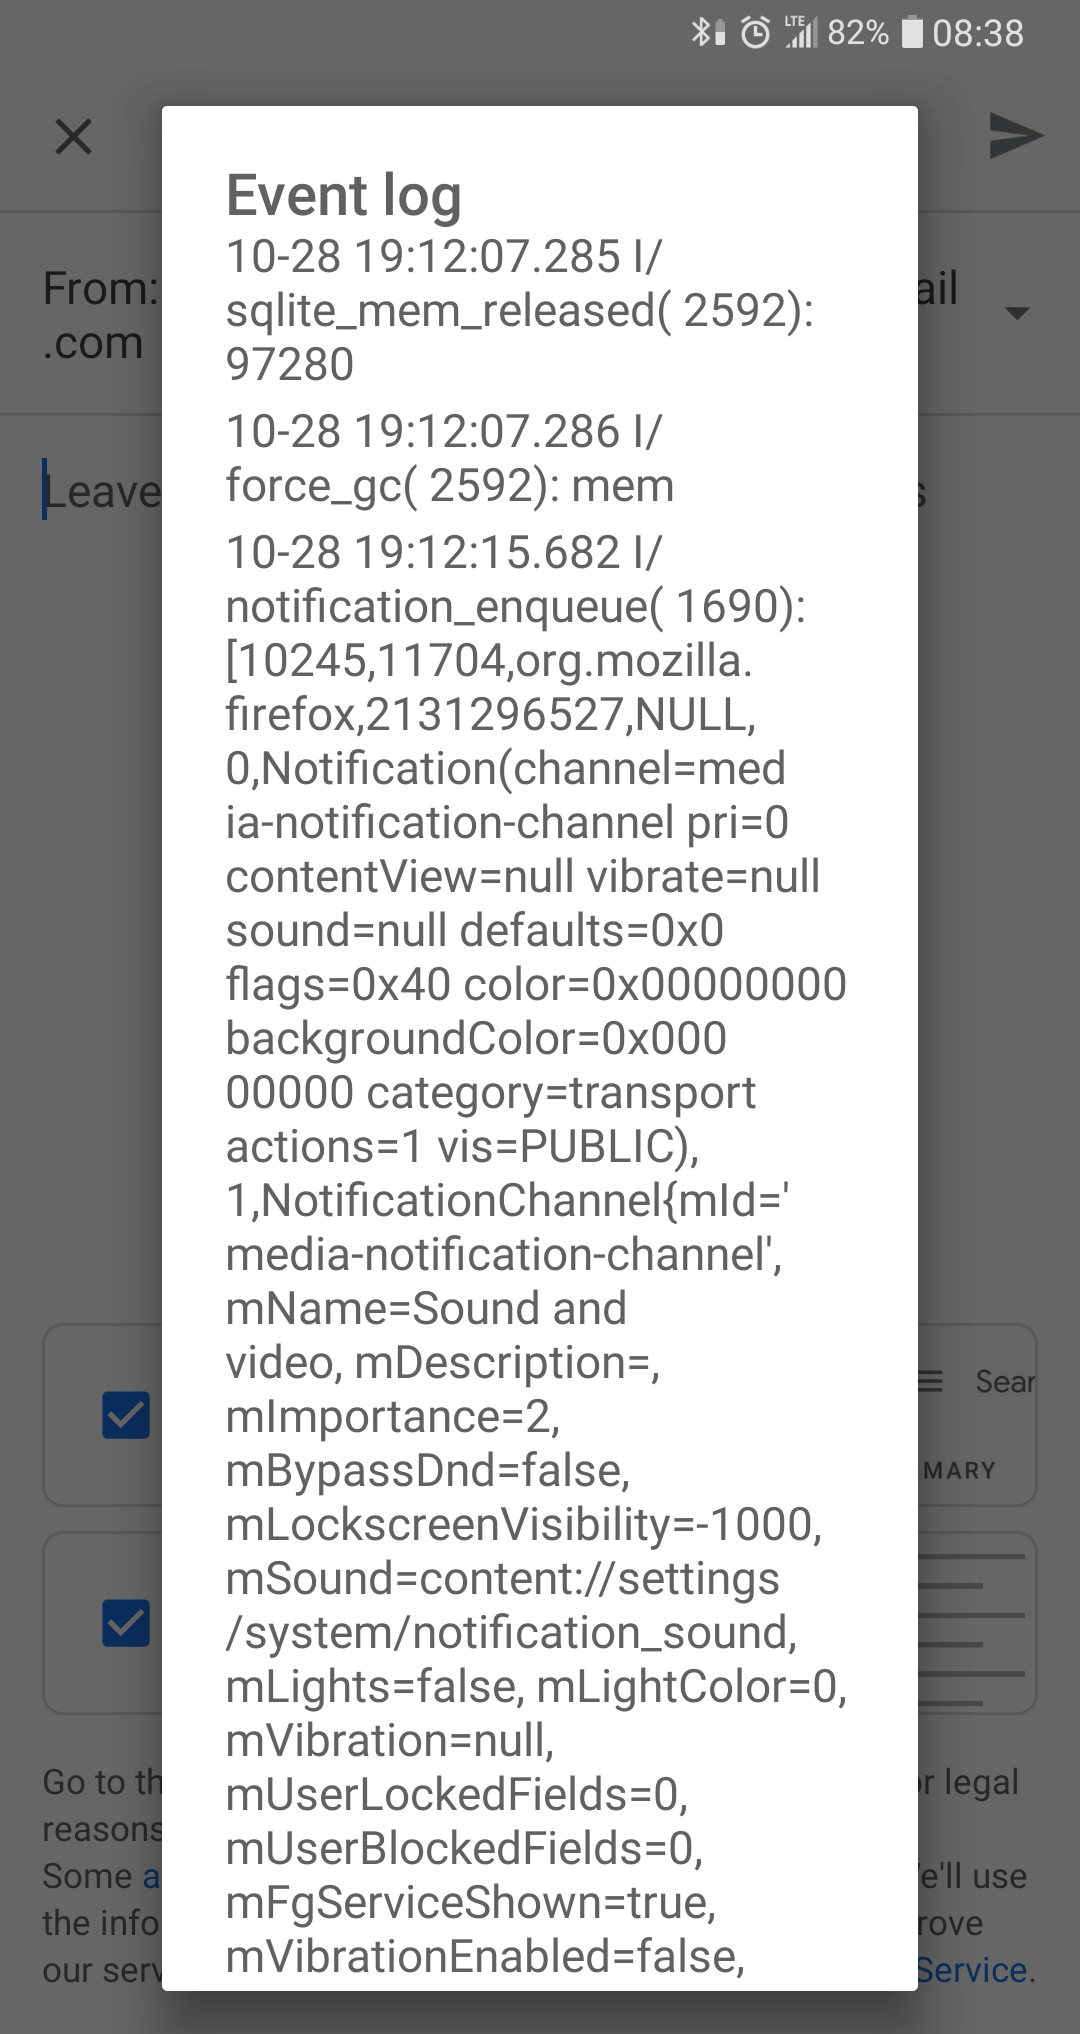 LTE 82% 08:38
Event log
10-28 19:12:07.285 I/
sqlite_mem_released( 2592):
97280
10-28 19:12:07.286 I/
force_gc( 2592): mem
10-28 19:12:15.682 I/
notification_enqueue( 1690):
[10245,11704,org.mozilla.
firefox,2131296527,NULL,
0,Notification(channel=med
ia-notification-channel pri=0
contentView=null vibrate=null
sound=null defaults=0x0
flags=0x40 color=0x00000000
backgroundColor=0x000
00000 category=transport
actions=1 vis=PUBLIC),
1,NotificationChannel{mId='
media-notification-channel',
mName=Sound and
video, mDescription=,
mImportance=2,
mBypassDnd=false,
mLockscreenVisibility=-1000,
mSound=content://settings
/system/notification_sound,
mLights=false, mLightColor=0,
mVibration=null,
mUserLockedFields=0,
mUserBlockedFields=0,
mFgServiceShown=true,
mVibrationEnabled=false,
From: ail
.com
Leave
Sear
MARY
Go to th r legal
reasons
Some a e'll use
the info rove
our serv Service.